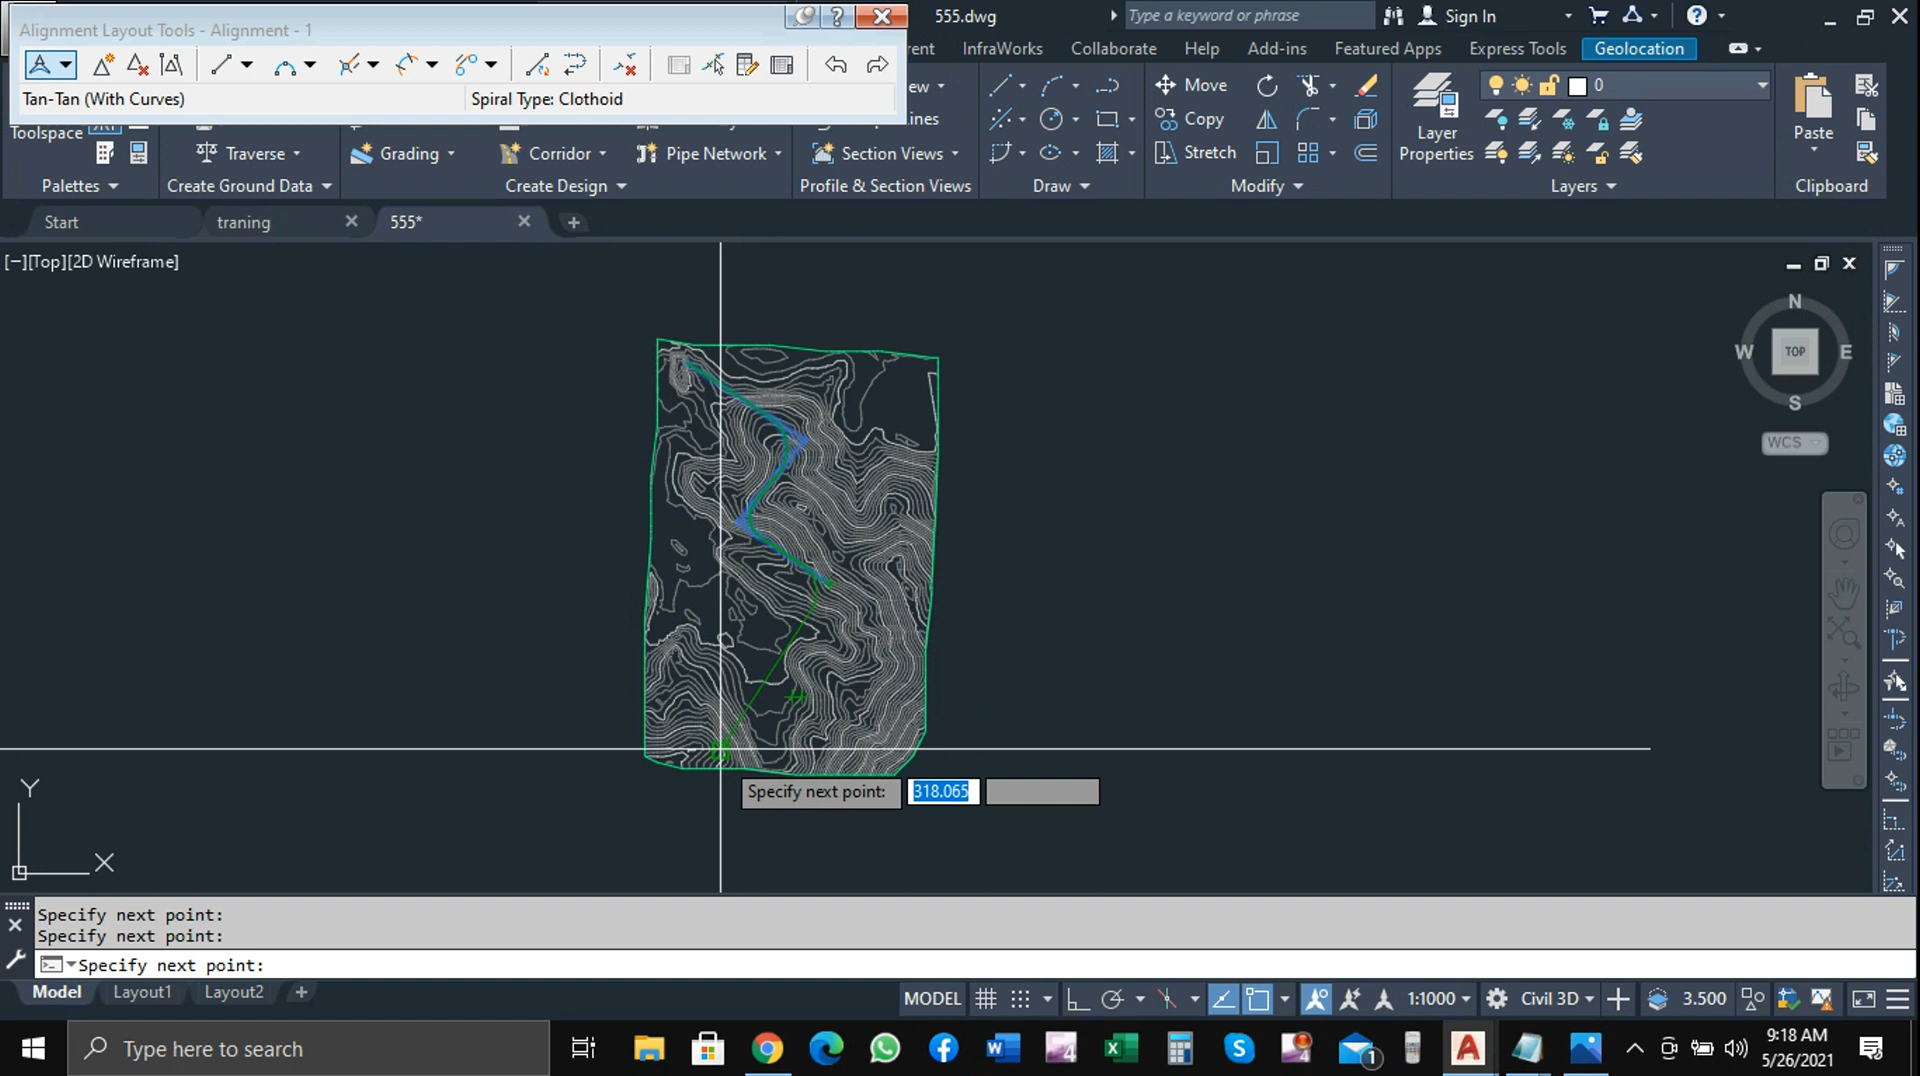 Alignment Layout Tools - Alignment - 1
555.dwg
Type a keyword or phrase
Sign In
InfraWorks
Collaborate
Help
Add-ins
Featured Apps
Express Tools
Geolocation
Tan-Tan (With Curves)
Spiral Type: Clothoid
Toolspace
Traverse
Grading
Corridor
Pipe Network
Section Views
Move
Copy
Stretch
Layer
Properties
0
Paste
Palettes
Create Ground Data
Create Design
Profile & Section Views
Draw
Modify
Layers
Clipboard
Start
traning
555*
[−][Top][2D Wireframe]
N
W
TOP
E
S
WCS
Specify next point:
318.065
Y
X
Specify next point:
Specify next point:
Specify next point:
Model
Layout1
Layout2
MODEL
1:1000
Civil 3D
3.500
Type here to search
9:18 AM
5/26/2021